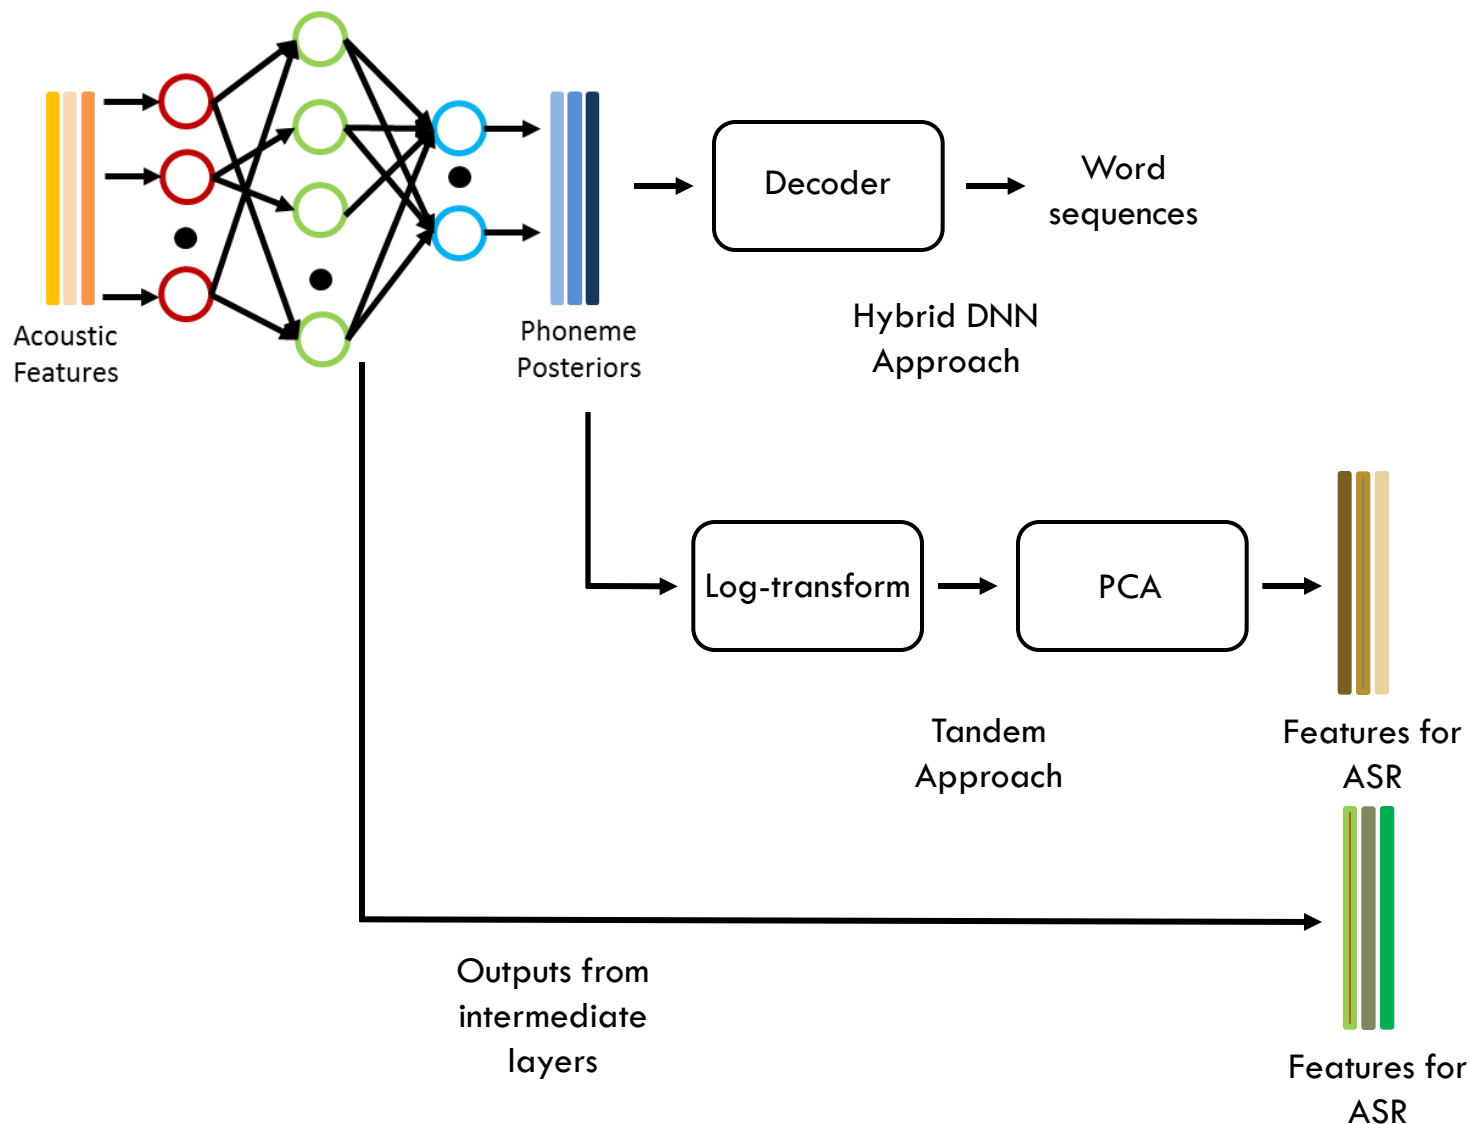 Acoustic
Features
Phoneme
Posteriors
Decoder
Word
sequences
Hybrid DNN
Approach
Log-transform
PCA
Tandem
Approach
Features for
ASR
Outputs from
intermediate
layers
Features for
ASR